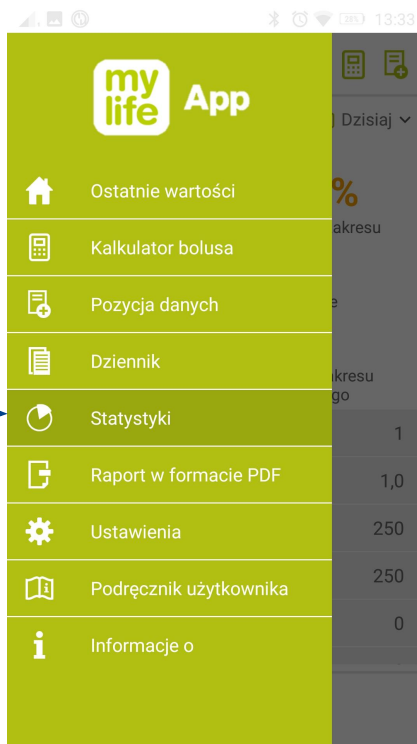 28% 13:33
my
life App
Dzisiaj
Ostatnie wartości
%
akresu
Kalkulator bolusa
Pozycja danych
e
Dziennik
akresu
go
Statystyki
1
Raport w formacie PDF
1,0
Ustawienia
250
Podręcznik użytkownika
250
Informacje o
0